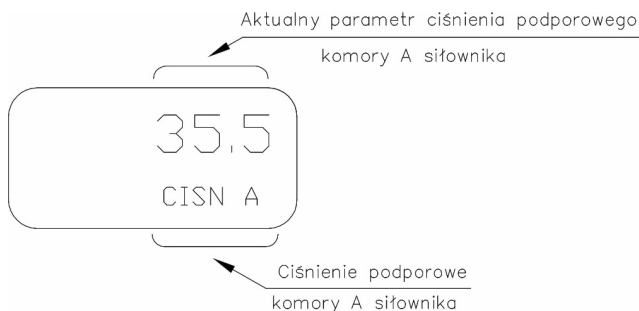 Aktualny parametr ciśnienia podporowego
komory A siłownika
35.5
CISN A
Ciśnienie podporowe
komory A siłownika